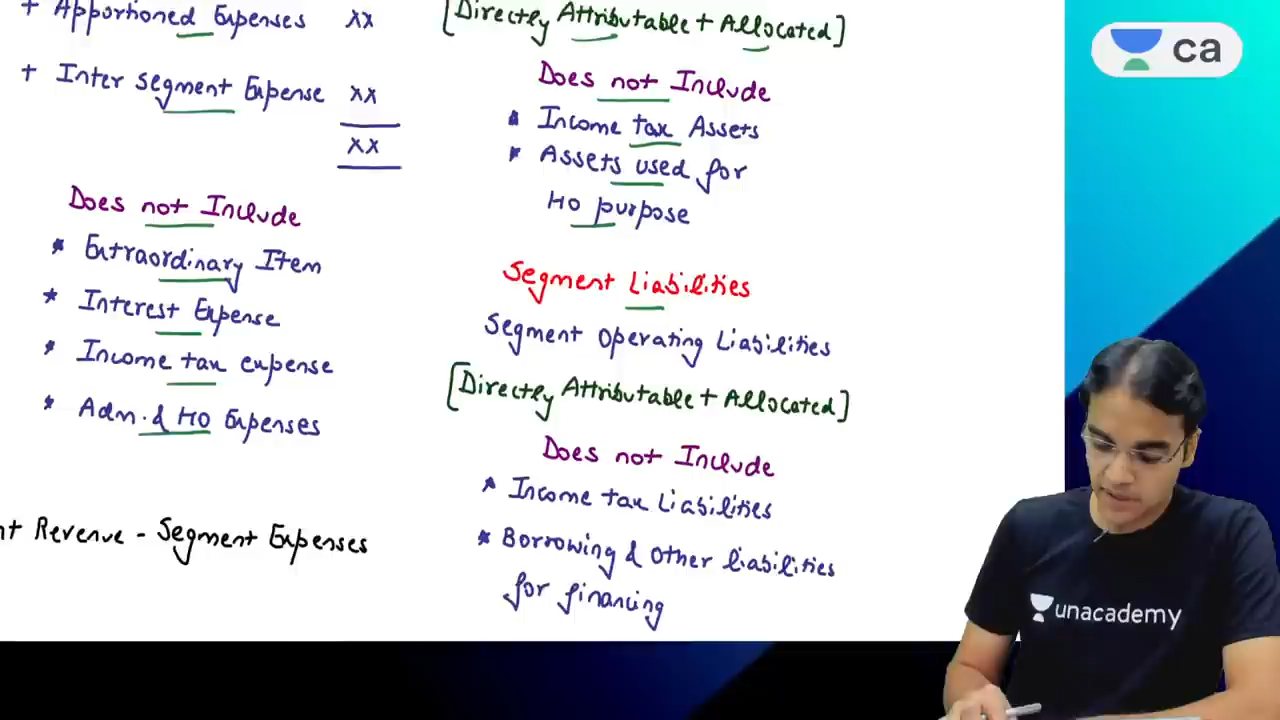 + Apportioned Expenses xx
+ Inter segment Expense xx
xx
Does not Include
* Extraordinary Item
* Interest Expense
* Income tax expense
* Adm. & HO Expenses
nt Revenue - Segment Expenses
[Directly Attributable + Allocated]
Does not Include
* Income tax Assets
* Assets used for
HO purpose
Segment Liabilities
Segment Operating Liabilities
[Directly Attributable + Allocated]
Does not Include
* Income tax Liabilities
* Borrowing & Other liabilities
for financing
ca
unacademy